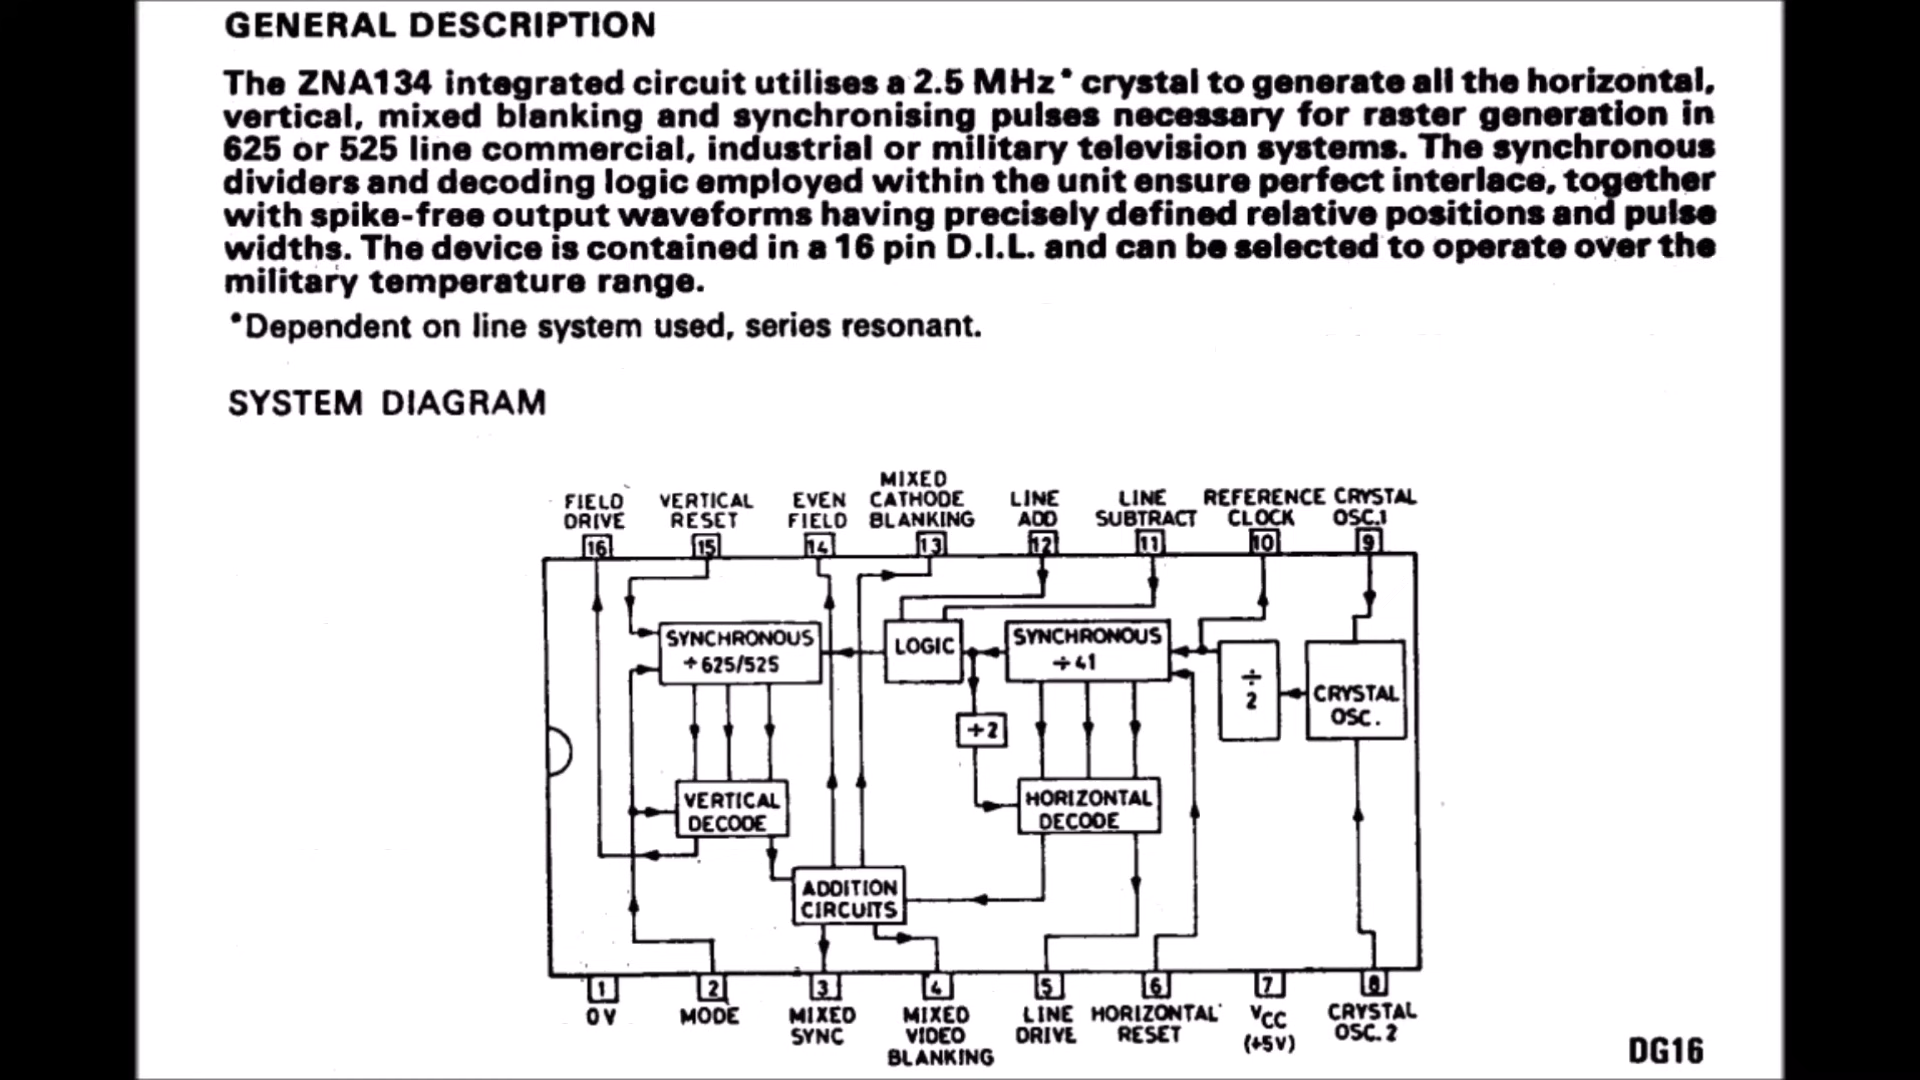 GENERAL DESCRIPTION
The ZNA134 integrated circuit utilises a 2.5 MHz* crystal to generate all the horizontal,
vertical, mixed blanking and synchronising pulses necessary for raster generation in
625 or 525 line commercial, industrial or military television systems. The synchronous
dividers and decoding logic employed within the unit ensure perfect interlace, together
with spike-free output waveforms having precisely defined relative positions and pulse
widths. The device is contained in a 16 pin D.I.L. and can be selected to operate over the
military temperature range.
*Dependent on line system used, series resonant.
SYSTEM DIAGRAM
FIELD DRIVE
VERTICAL RESET
EVEN FIELD
MIXED CATHODE BLANKING
LINE ADD
LINE SUBTRACT
REFERENCE CLOCK
CRYSTAL OSC.1
16 15 14 13 12 11 10 9
SYNCHRONOUS
÷625/525
LOGIC
SYNCHRONOUS
÷41
÷
2
CRYSTAL
OSC.
÷2
VERTICAL
DECODE
HORIZONTAL
DECODE
ADDITION
CIRCUITS
1 2 3 4 5 6 7 8
0V
MODE
MIXED SYNC
MIXED VIDEO BLANKING
LINE DRIVE
HORIZONTAL RESET
VCC (+5V)
CRYSTAL OSC.2
DG16